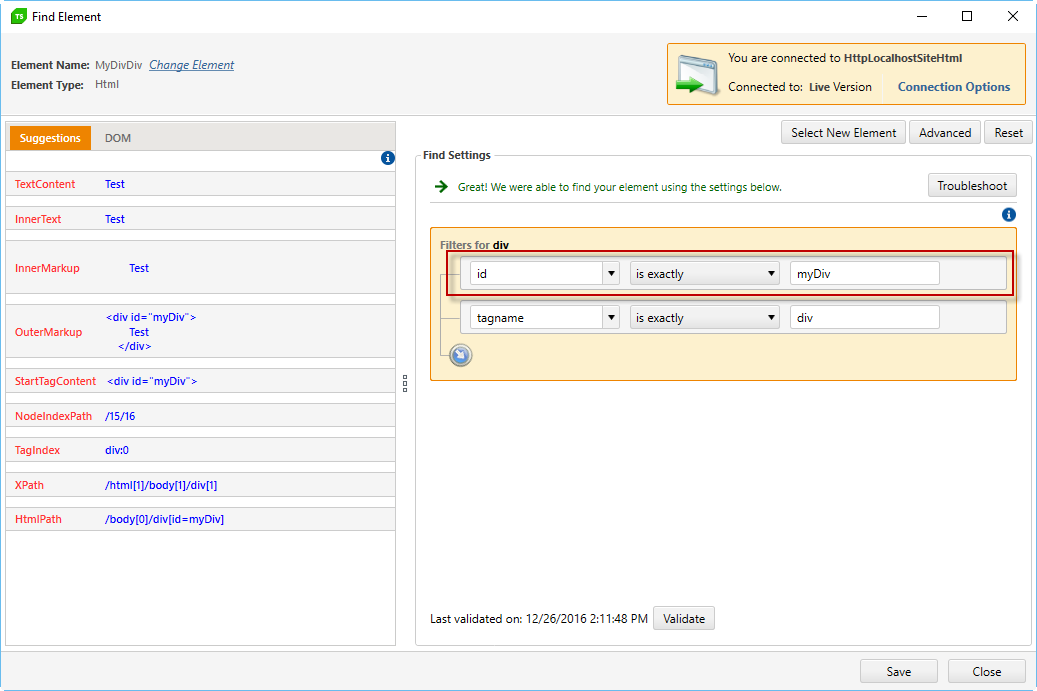 TS Find Element
Element Name: MyDivDiv Change Element
Element Type: Html
You are connected to HttpLocalhostSiteHtml
Connected to: Live Version Connection Options
Suggestions DOM
i
TextContent Test
InnerText Test
InnerMarkup Test
OuterMarkup <div id="myDiv">
Test
</div>
StartTagContent <div id="myDiv">
NodeIndexPath /15/16
TagIndex div:0
XPath /html[1]/body[1]/div[1]
HtmlPath /body[0]/div[id=myDiv]
Select New Element Advanced Reset
Find Settings
Great! We were able to find your element using the settings below. Troubleshoot
i
Filters for div
id is exactly myDiv
tagname is exactly div
Last validated on: 12/26/2016 2:11:48 PM Validate
Save Close